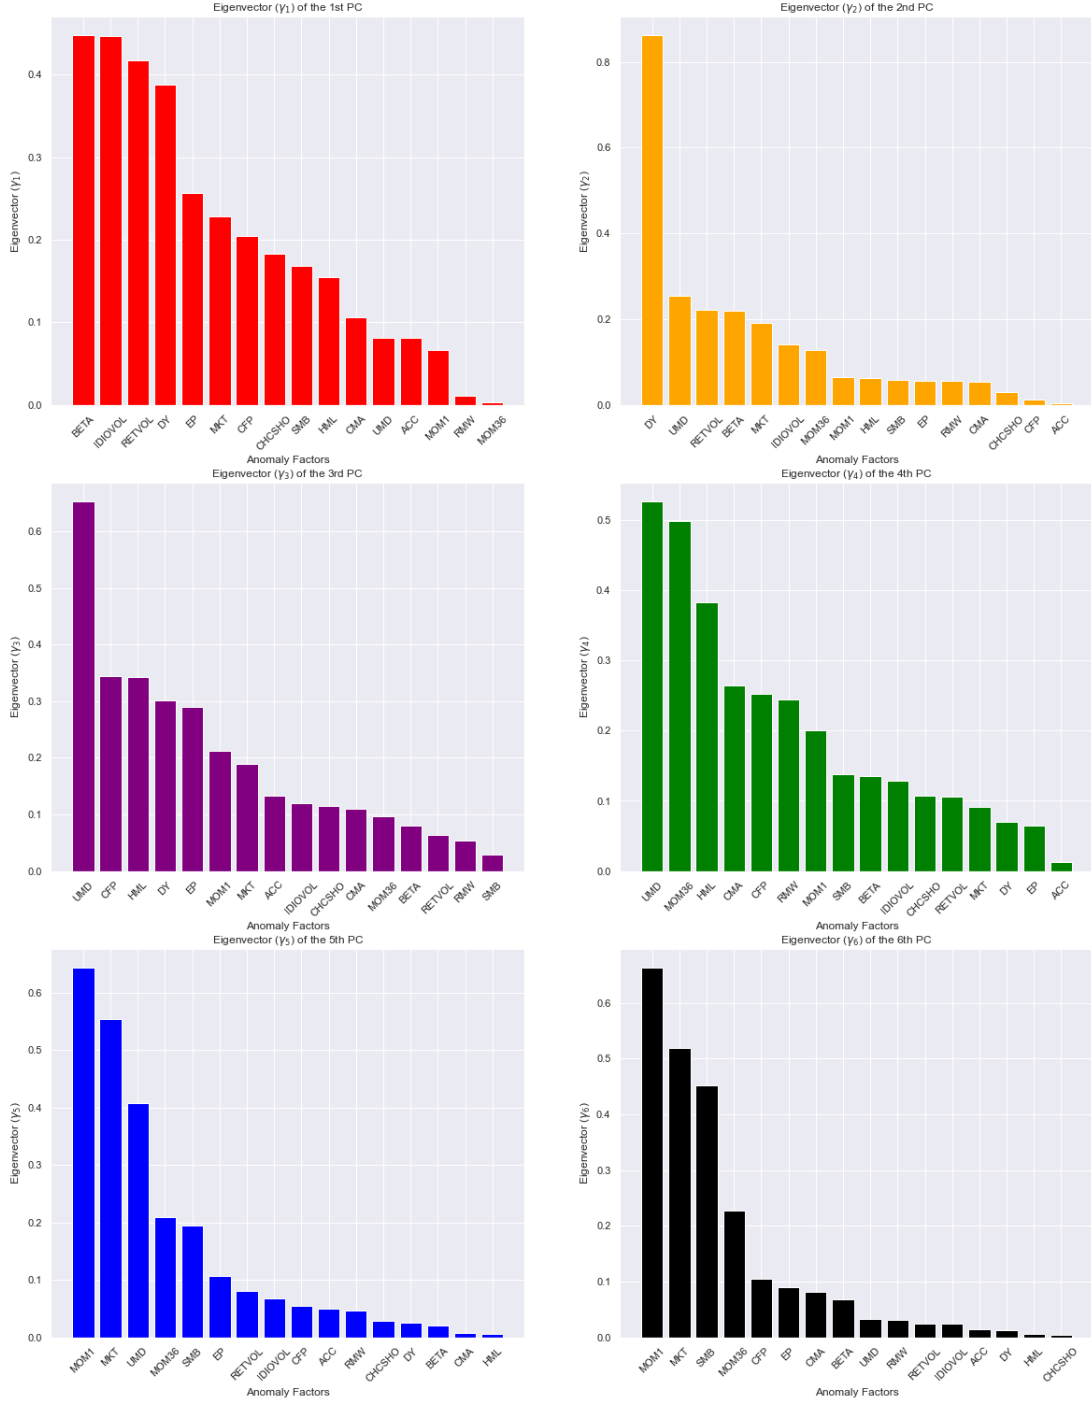 Eigenvector (γ₁) of the 1st PC
Eigenvector (γ₁)
0.4
0.3
0.2
0.1
0.0
BETA IDIOVOL RETVOL DY EP MKT CFP CHCSHO SMB HML CMA UMD ACC MOM1 RMW MOM36
Anomaly Factors
Eigenvector (γ₂) of the 2nd PC
Eigenvector (γ₂)
0.8
0.6
0.4
0.2
0.0
DY UMD RETVOL BETA MKT IDIOVOL MOM36 MOM1 HML SMB EP RMW CMA CHCSHO CFP ACC
Anomaly Factors
Eigenvector (γ₃) of the 3rd PC
Eigenvector (γ₃)
0.6
0.5
0.4
0.3
0.2
0.1
0.0
UMD CFP HML DY EP MOM1 MKT ACC IDIOVOL CHCSHO CMA MOM36 BETA RETVOL RMW SMB
Anomaly Factors
Eigenvector (γ₄) of the 4th PC
Eigenvector (γ₄)
0.5
0.4
0.3
0.2
0.1
0.0
UMD MOM36 HML CMA CFP RMW MOM1 SMB BETA IDIOVOL CHCSHO RETVOL MKT DY EP ACC
Anomaly Factors
Eigenvector (γ₅) of the 5th PC
Eigenvector (γ₅)
0.6
0.5
0.4
0.3
0.2
0.1
0.0
MOM1 MKT UMD MOM36 SMB EP RETVOL IDIOVOL CFP ACC RMW CHCSHO DY BETA CMA HML
Anomaly Factors
Eigenvector (γ₆) of the 6th PC
Eigenvector (γ₆)
0.6
0.5
0.4
0.3
0.2
0.1
0.0
MOM1 MKT SMB MOM36 CFP EP CMA BETA UMD RMW RETVOL IDIOVOL ACC DY HML CHCSHO
Anomaly Factors